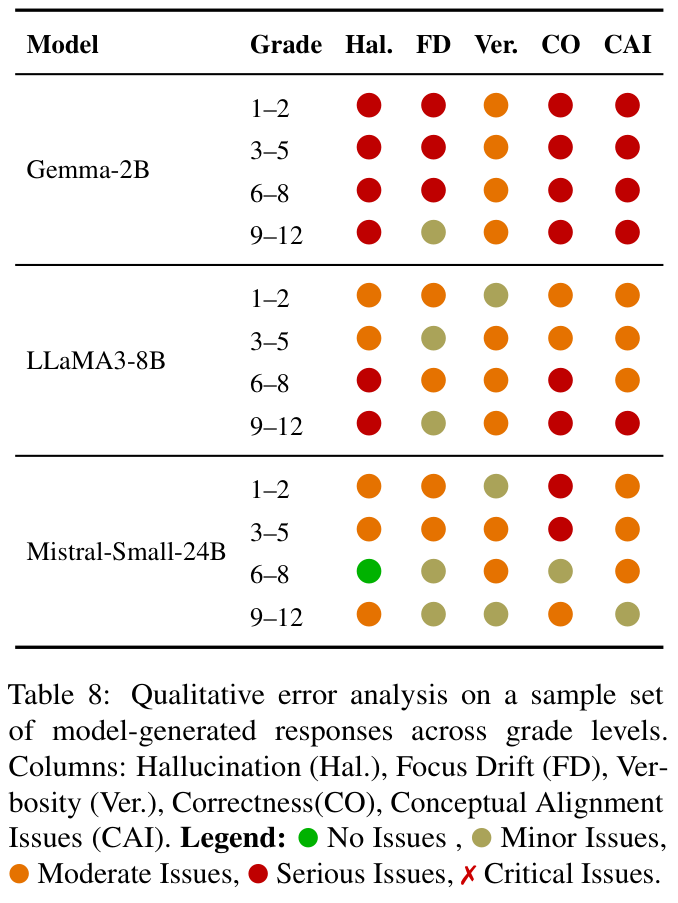 Model Grade Hal. FD Ver. CO CAI
Gemma-2B
1–2
3–5
6–8
9–12
LLaMA3-8B
1–2
3–5
6–8
9–12
Mistral-Small-24B
1–2
3–5
6–8
9–12
Table 8: Qualitative error analysis on a sample set
of model-generated responses across grade levels.
Columns: Hallucination (Hal.), Focus Drift (FD), Ver-
bosity (Ver.), Correctness(CO), Conceptual Alignment
Issues (CAI). Legend: ● No Issues , ● Minor Issues,
● Moderate Issues, ● Serious Issues, ✗ Critical Issues.